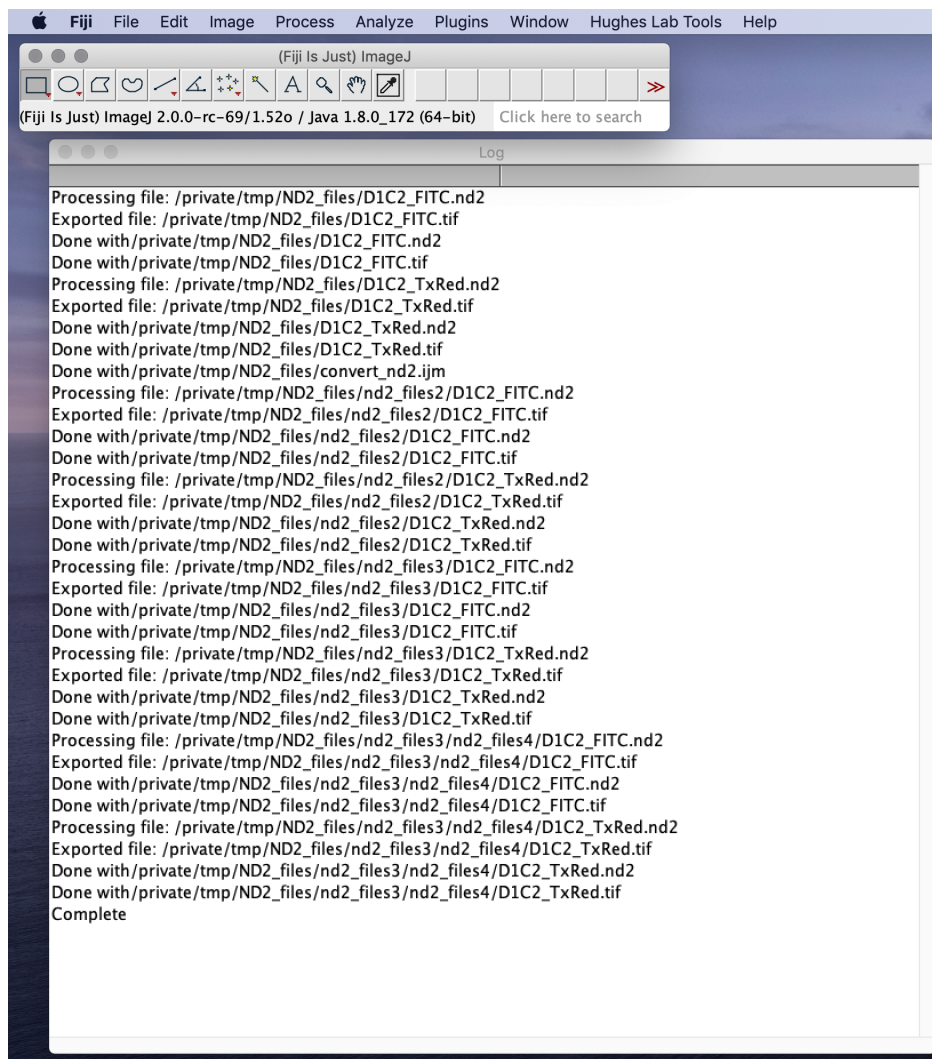 Fiji File Edit Image Process Analyze Plugins Window Hughes Lab Tools Help
(Fiji Is Just) ImageJ
A
(Fiji Is Just) ImageJ 2.0.0-rc-69/1.52o / Java 1.8.0_172 (64-bit) Click here to search
Log
Processing file: /private/tmp/ND2_files/D1C2_FITC.nd2
Exported file: /private/tmp/ND2_files/D1C2_FITC.tif
Done with/private/tmp/ND2_files/D1C2_FITC.nd2
Done with/private/tmp/ND2_files/D1C2_FITC.tif
Processing file: /private/tmp/ND2_files/D1C2_TxRed.nd2
Exported file: /private/tmp/ND2_files/D1C2_TxRed.tif
Done with/private/tmp/ND2_files/D1C2_TxRed.nd2
Done with/private/tmp/ND2_files/D1C2_TxRed.tif
Done with/private/tmp/ND2_files/convert_nd2.ijm
Processing file: /private/tmp/ND2_files/nd2_files2/D1C2_FITC.nd2
Exported file: /private/tmp/ND2_files/nd2_files2/D1C2_FITC.tif
Done with/private/tmp/ND2_files/nd2_files2/D1C2_FITC.nd2
Done with/private/tmp/ND2_files/nd2_files2/D1C2_FITC.tif
Processing file: /private/tmp/ND2_files/nd2_files2/D1C2_TxRed.nd2
Exported file: /private/tmp/ND2_files/nd2_files2/D1C2_TxRed.tif
Done with/private/tmp/ND2_files/nd2_files2/D1C2_TxRed.nd2
Done with/private/tmp/ND2_files/nd2_files2/D1C2_TxRed.tif
Processing file: /private/tmp/ND2_files/nd2_files3/D1C2_FITC.nd2
Exported file: /private/tmp/ND2_files/nd2_files3/D1C2_FITC.tif
Done with/private/tmp/ND2_files/nd2_files3/D1C2_FITC.nd2
Done with/private/tmp/ND2_files/nd2_files3/D1C2_FITC.tif
Processing file: /private/tmp/ND2_files/nd2_files3/D1C2_TxRed.nd2
Exported file: /private/tmp/ND2_files/nd2_files3/D1C2_TxRed.tif
Done with/private/tmp/ND2_files/nd2_files3/D1C2_TxRed.nd2
Done with/private/tmp/ND2_files/nd2_files3/D1C2_TxRed.tif
Processing file: /private/tmp/ND2_files/nd2_files3/nd2_files4/D1C2_FITC.nd2
Exported file: /private/tmp/ND2_files/nd2_files3/nd2_files4/D1C2_FITC.tif
Done with/private/tmp/ND2_files/nd2_files3/nd2_files4/D1C2_FITC.nd2
Done with/private/tmp/ND2_files/nd2_files3/nd2_files4/D1C2_FITC.tif
Processing file: /private/tmp/ND2_files/nd2_files3/nd2_files4/D1C2_TxRed.nd2
Exported file: /private/tmp/ND2_files/nd2_files3/nd2_files4/D1C2_TxRed.tif
Done with/private/tmp/ND2_files/nd2_files3/nd2_files4/D1C2_TxRed.nd2
Done with/private/tmp/ND2_files/nd2_files3/nd2_files4/D1C2_TxRed.tif
Complete